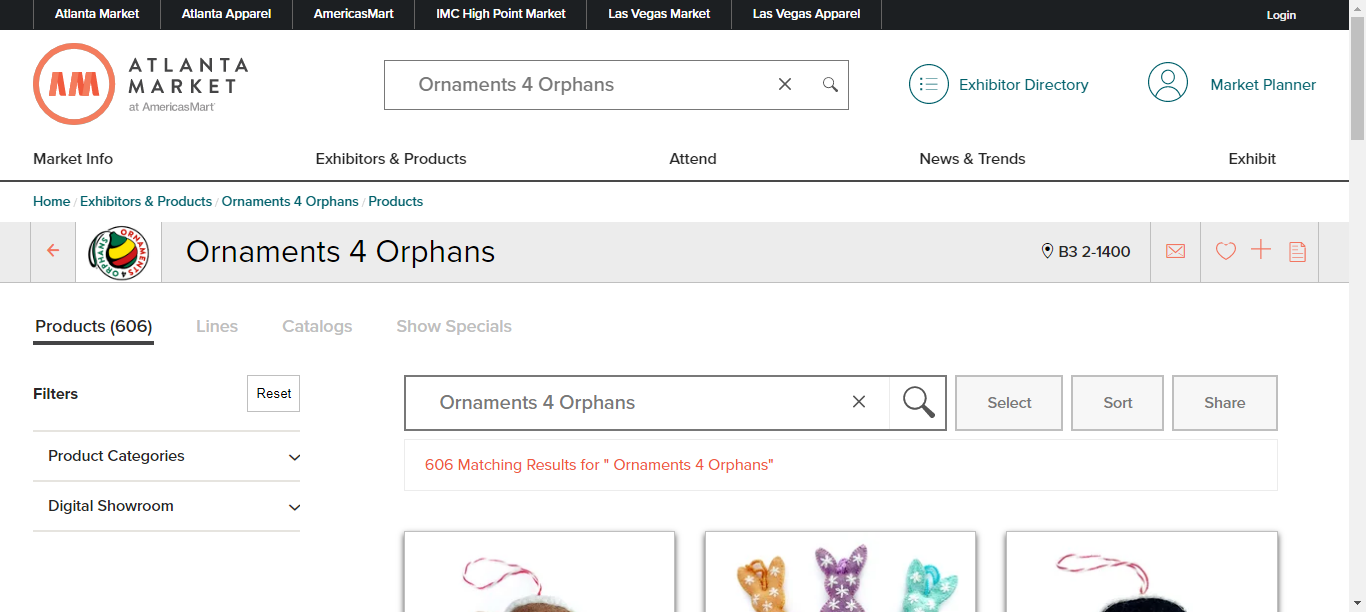 Atlanta Market
Atlanta Apparel
AmericasMart
IMC High Point Market
Las Vegas Market
Las Vegas Apparel
Login
AM
ATLANTA
MARKET
at AmericasMart
Ornaments 4 Orphans
Exhibitor Directory
Market Planner
Market Info
Exhibitors & Products
Attend
News & Trends
Exhibit
Home / Exhibitors & Products / Ornaments 4 Orphans / Products
ORNAMENTS 4 ORPHANS
Ornaments 4 Orphans
B3 2-1400
Products (606)
Lines
Catalogs
Show Specials
Filters
Reset
Ornaments 4 Orphans
Select
Sort
Share
Product Categories
606 Matching Results for " Ornaments 4 Orphans"
Digital Showroom